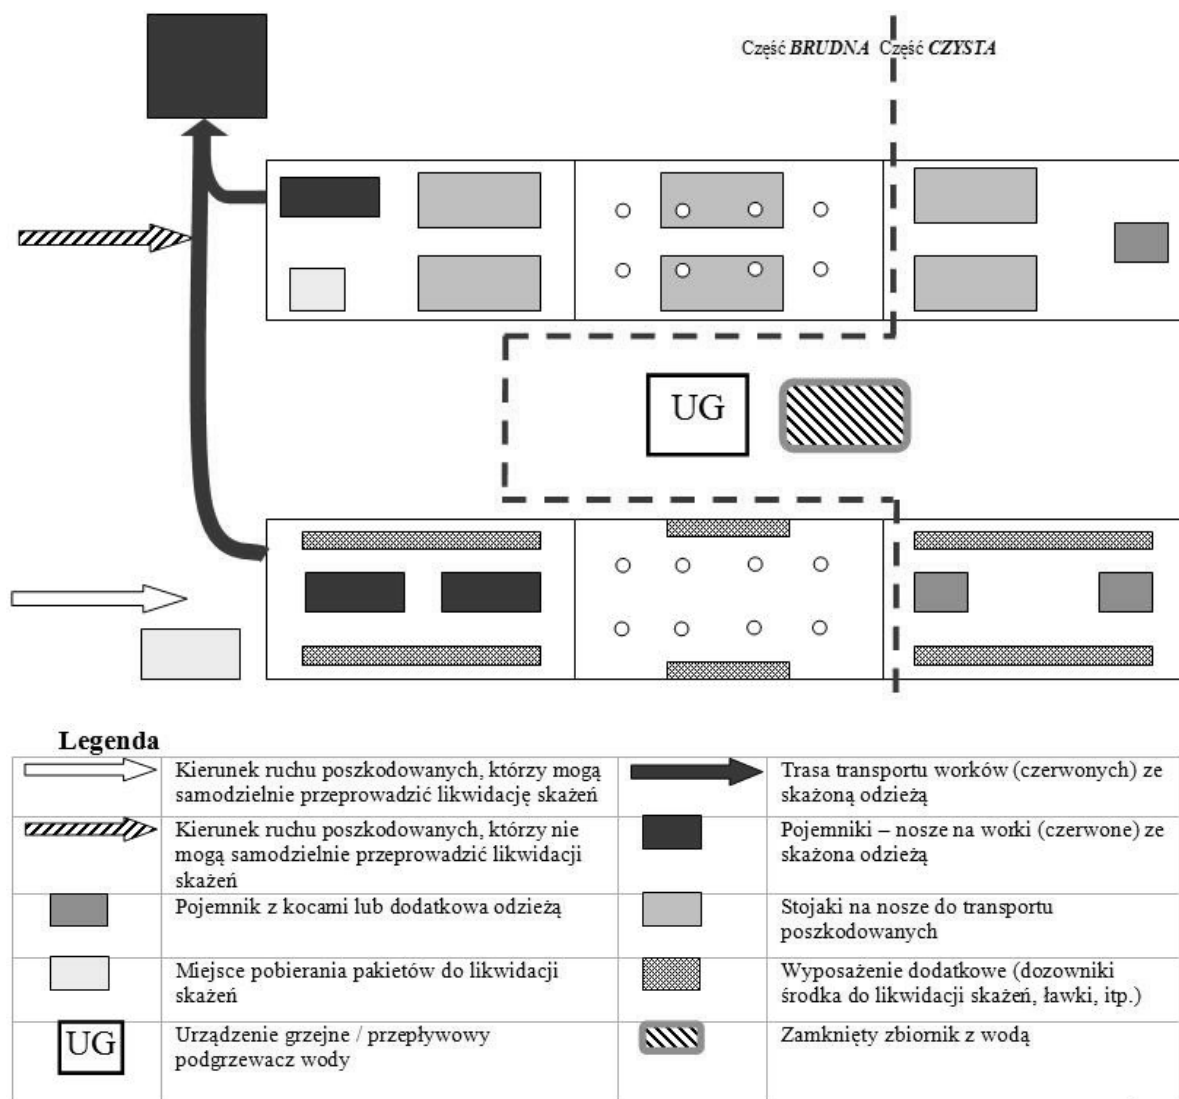 Część BRUDNA Część CZYSTA
UG
Legenda
Kierunek ruchu poszkodowanych, którzy mogą
samodzielnie przeprowadzić likwidację skażeń
Trasa transportu worków (czerwonych) ze
skażoną odzieżą
Kierunek ruchu poszkodowanych, którzy nie
mogą samodzielnie przeprowadzić likwidacji
skażeń
Pojemniki – nosze na worki (czerwone) ze
skażona odzieżą
Pojemnik z kocami lub dodatkowa odzieżą
Stojaki na nosze do transportu
poszkodowanych
Miejsce pobierania pakietów do likwidacji
skażeń
Wyposażenie dodatkowe (dozowniki
środka do likwidacji skażeń, ławki, itp.)
UG
Urządzenie grzejne / przepływowy
podgrzewacz wody
Zamknięty zbiornik z wodą